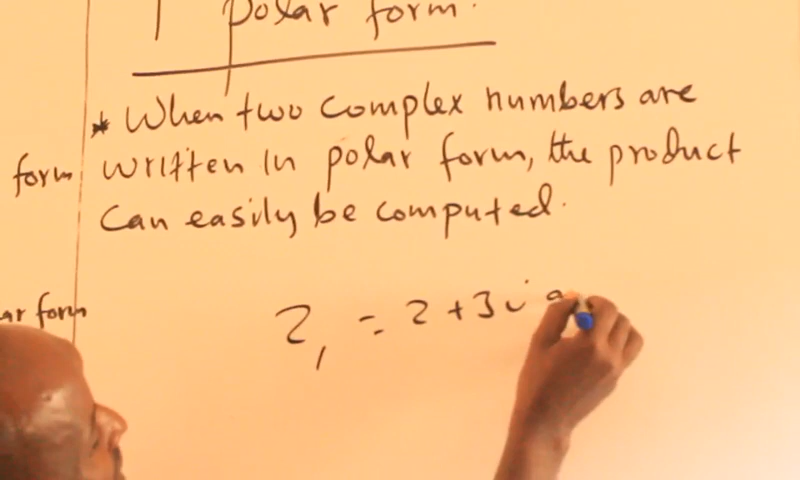 polar form.
* When two complex numbers are
form written in polar form, the product
can easily be computed.
ar form
Z₁ = 2 + 3i